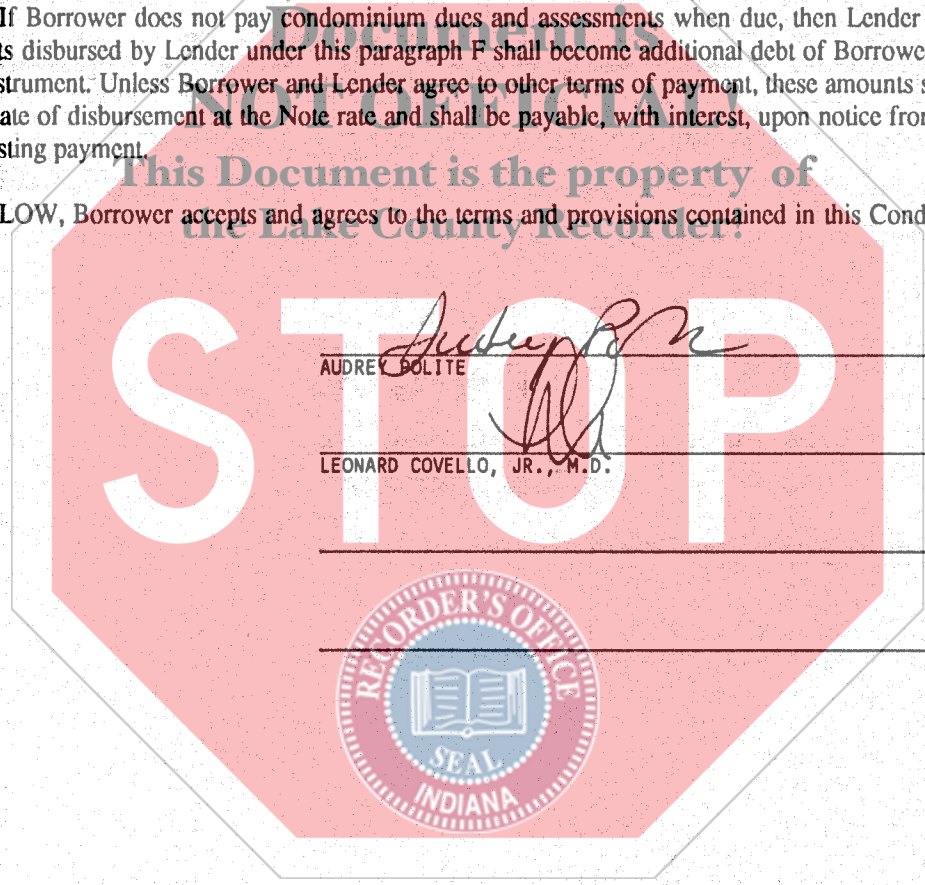 If Borrower does not pay condominium dues and assessments when due, then Lender
Document is
ts disbursed by Lender under this paragraph F shall become additional debt of Borrowe
strument. Unless Borrower and Lender agree to other terms of payment, these amounts s
NOT OFFICIAL
ate of disbursement at the Note rate and shall be payable, with interest, upon notice fron
sting payment.
This Document is the property of
LOW, Borrower accepts and agrees to the terms and provisions contained in this Cond
the Lake County Recorder!
STOP
AUDREY POLITE
LEONARD COVELLO, JR., M.D.
RECORDER'S OFFICE
SEAL
INDIANA